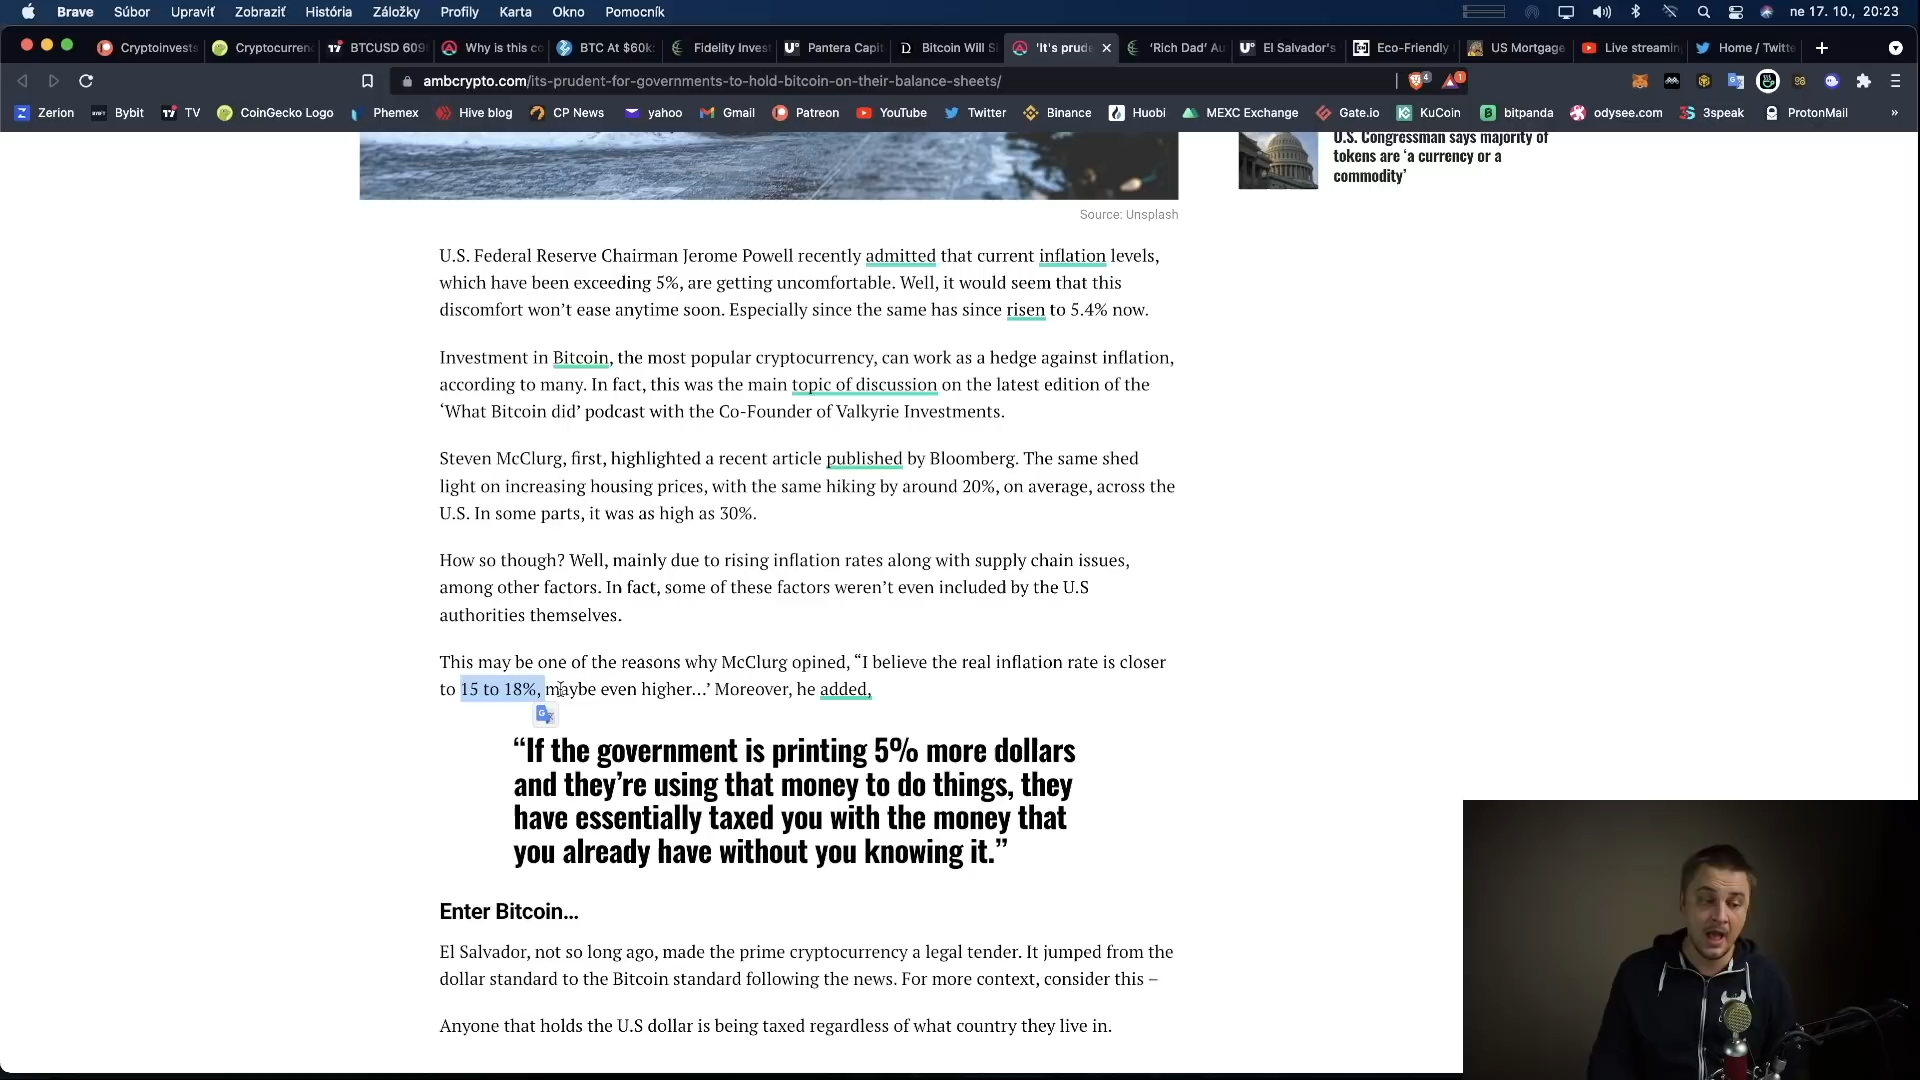 Brave Súbor Upraviť Zobraziť História Záložky Profily Karta Okno Pomocník ne 17. 10., 20:23
Cryptoinvest Cryptocurren BTCUSD 609 Why is this co BTC At $60k Fidelity Invest Pantera Capit Bitcoin Will S 'It's prud 'Rich Dad' Au El Salvador's Eco-Friendly US Mortgage Live streamin Home / Twitte
ambcrypto.com/its-prudent-for-governments-to-hold-bitcoin-on-their-balance-sheets/ 4 1
Zerion Bybit TV CoinGecko Logo Phemex Hive blog CP News yahoo Gmail Patreon YouTube Twitter Binance Huobi MEXC Exchange Gate.io KuCoin bitpanda odysee.com 3speak ProtonMail »
U.S. Congressman says majority of
tokens are ‘a currency or a
commodity’
Source: Unsplash
U.S. Federal Reserve Chairman Jerome Powell recently admitted that current inflation levels,
which have been exceeding 5%, are getting uncomfortable. Well, it would seem that this
discomfort won’t ease anytime soon. Especially since the same has since risen to 5.4% now.
Investment in Bitcoin, the most popular cryptocurrency, can work as a hedge against inflation,
according to many. In fact, this was the main topic of discussion on the latest edition of the
‘What Bitcoin did’ podcast with the Co-Founder of Valkyrie Investments.
Steven McClurg, first, highlighted a recent article published by Bloomberg. The same shed
light on increasing housing prices, with the same hiking by around 20%, on average, across the
U.S. In some parts, it was as high as 30%.
How so though? Well, mainly due to rising inflation rates along with supply chain issues,
among other factors. In fact, some of these factors weren’t even included by the U.S
authorities themselves.
This may be one of the reasons why McClurg opined, “I believe the real inflation rate is closer
to 15 to 18%, maybe even higher…’ Moreover, he added,
“If the government is printing 5% more dollars
and they’re using that money to do things, they
have essentially taxed you with the money that
you already have without you knowing it.”
Enter Bitcoin…
El Salvador, not so long ago, made the prime cryptocurrency a legal tender. It jumped from the
dollar standard to the Bitcoin standard following the news. For more context, consider this –
Anyone that holds the U.S dollar is being taxed regardless of what country they live in.